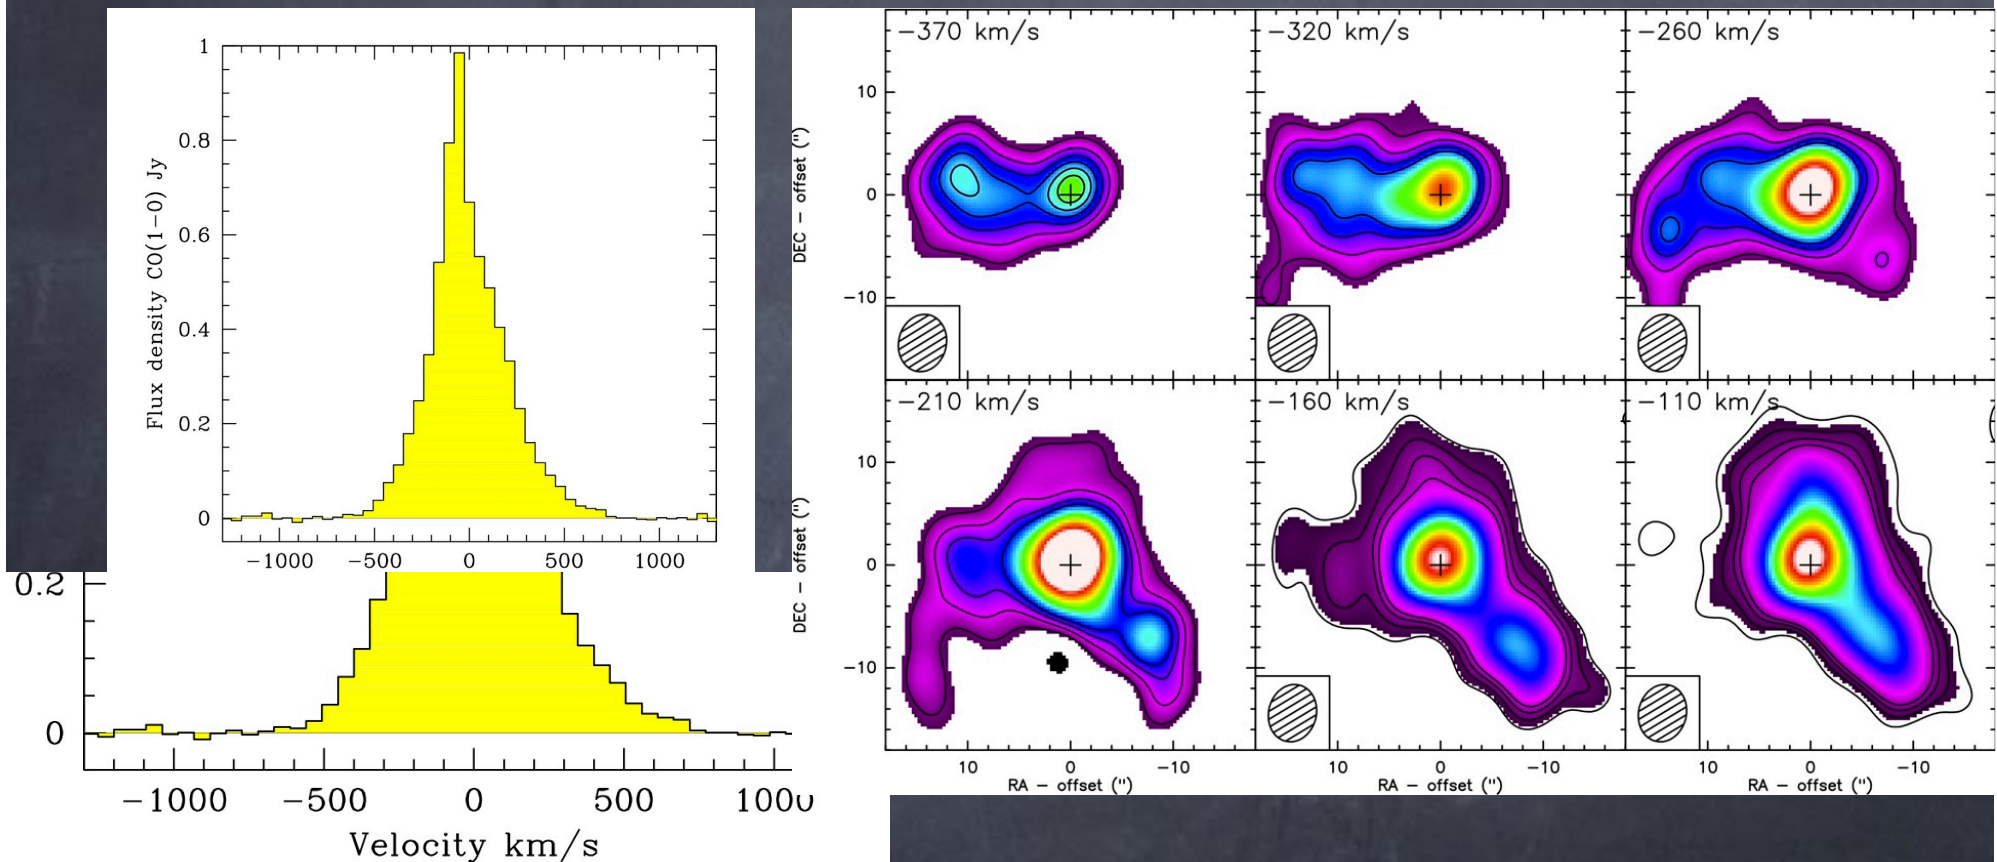 1
0.8
0.6
0.4
0.2
0
Flux density CO(1−0) Jy
−1000 −500 0 500 1000
0.2
0
−1000 −500 0 500 1000
Velocity km/s
−370 km/s
−320 km/s
−260 km/s
10
0
−10
DEC − offset (")
−210 km/s
−160 km/s
−110 km/s
10
0
−10
DEC − offset (")
10 0 −10
10 0 −10
10 0 −10
RA − offset (")
RA − offset (")
RA − offset (")